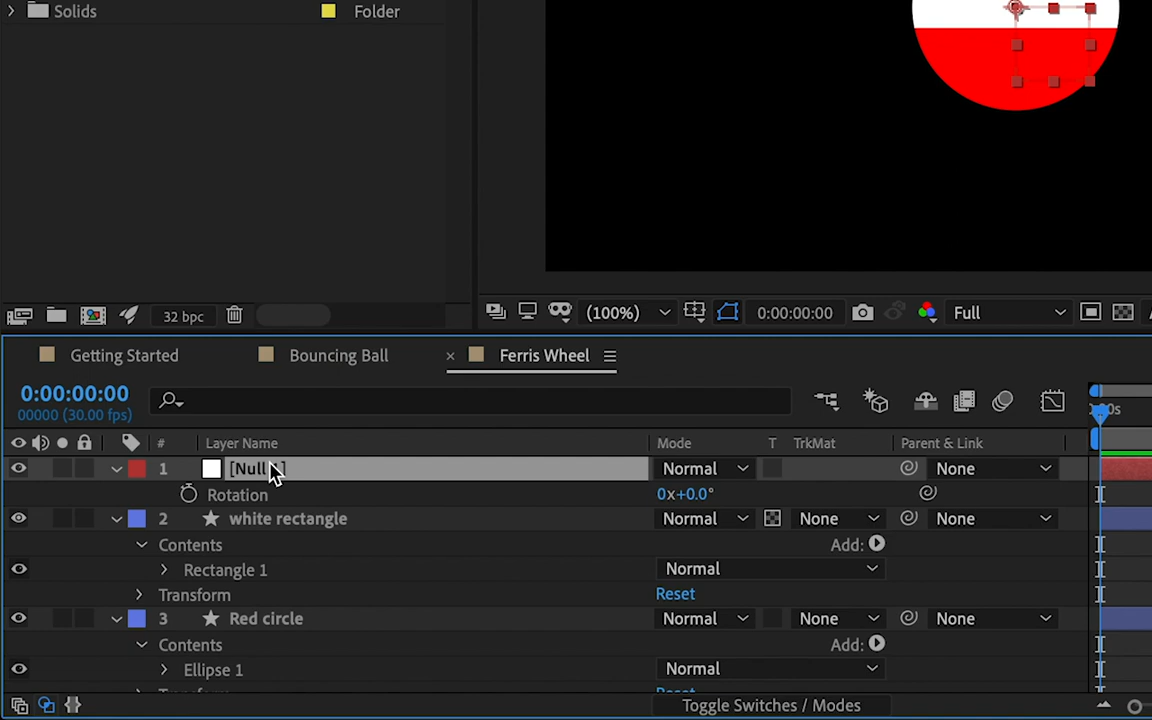 Solids Folder
32 bpc (100%) 0:00:00:00 Full
Getting Started Bouncing Ball × Ferris Wheel
0:00:00:00
00000 (30.00 fps)
# Layer Name Mode T TrkMat Parent & Link
1 [Null ] Normal None
Rotation 0x+0.0°
2 white rectangle Normal None None
Contents Add:
Rectangle 1 Normal
Transform Reset
3 Red circle Normal None None
Contents Add:
Ellipse 1 Normal
Toggle Switches / Modes